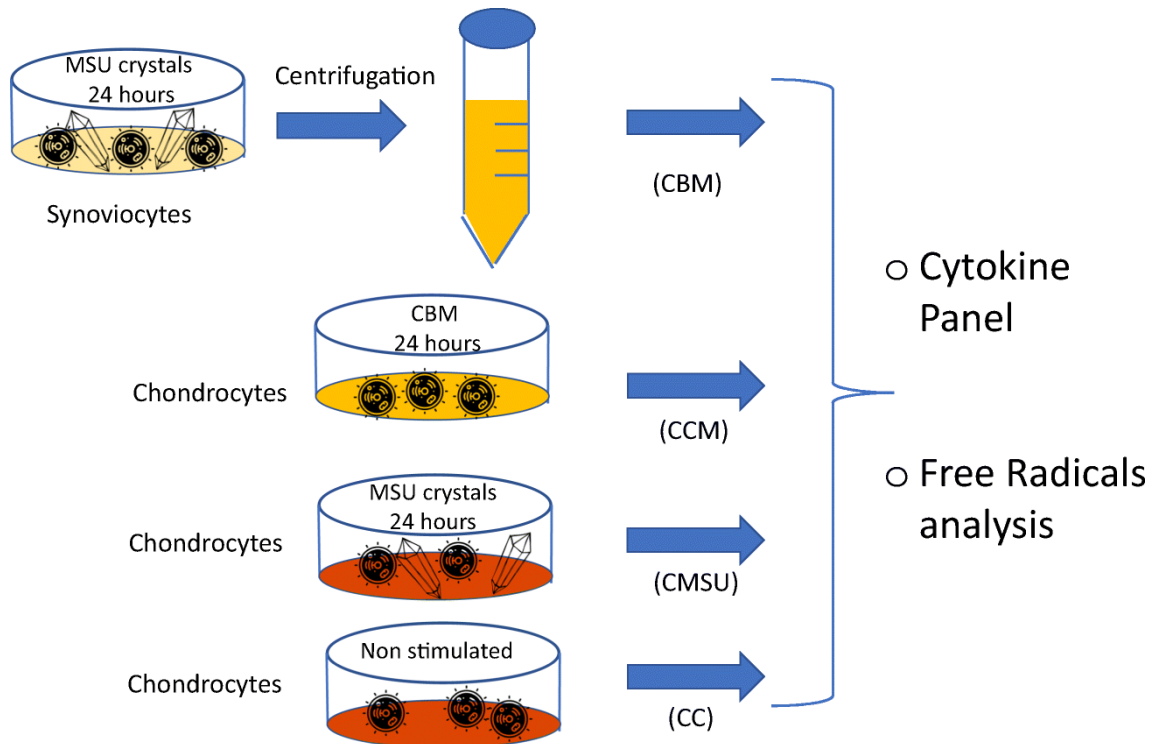 MSU crystals
24 hours
Centrifugation
Synoviocytes
(CBM)
CBM
24 hours
Chondrocytes
(CCM)
MSU crystals
24 hours
Chondrocytes
(CMSU)
Non stimulated
Chondrocytes
(CC)
o Cytokine
Panel
o Free Radicals
analysis